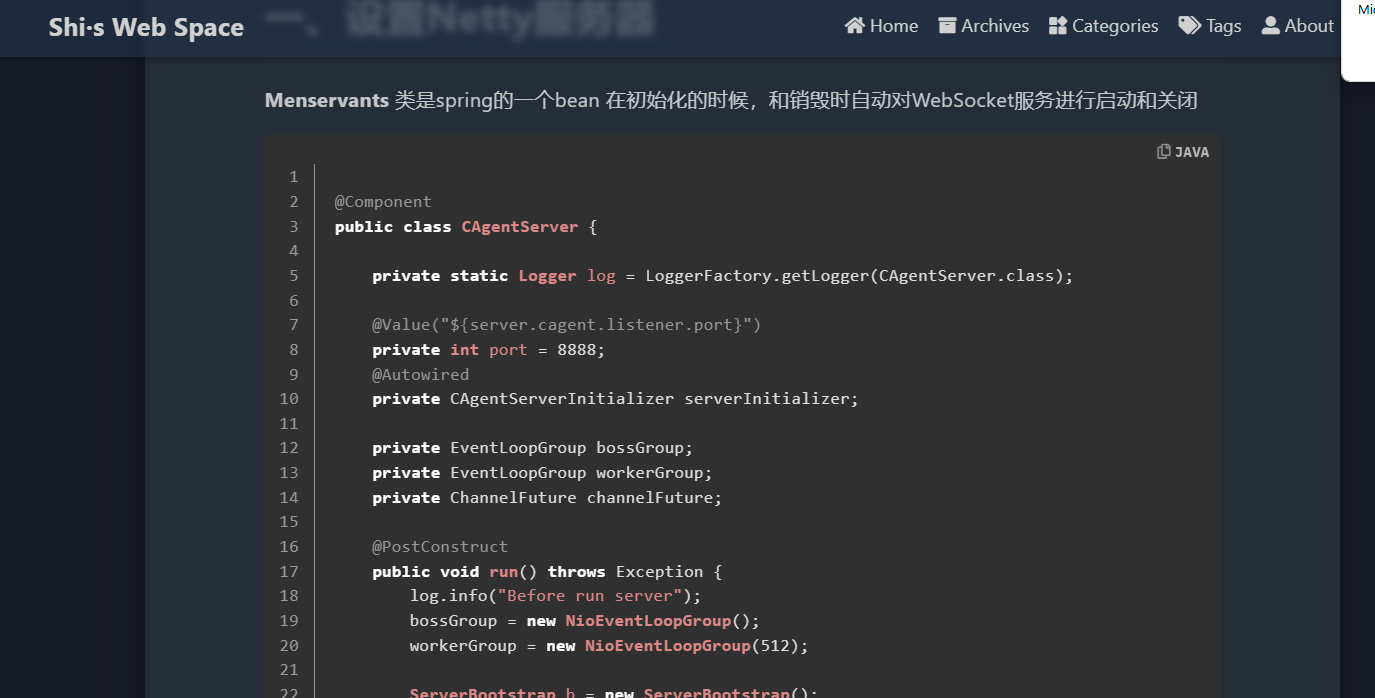 Shi·s Web Space
一、设置Netty服务器
Home Archives Categories Tags About
Menservants 类是spring的一个bean 在初始化的时候，和销毁时自动对WebSocket服务进行启动和关闭
JAVA
1
2 @Component
3 public class CAgentServer {
4
5 private static Logger log = LoggerFactory.getLogger(CAgentServer.class);
6
7 @Value("${server.cagent.listener.port}")
8 private int port = 8888;
9 @Autowired
10 private CAgentServerInitializer serverInitializer;
11
12 private EventLoopGroup bossGroup;
13 private EventLoopGroup workerGroup;
14 private ChannelFuture channelFuture;
15
16 @PostConstruct
17 public void run() throws Exception {
18 log.info("Before run server");
19 bossGroup = new NioEventLoopGroup();
20 workerGroup = new NioEventLoopGroup(512);
21
22 ServerBootstrap b = new ServerBootstrap();